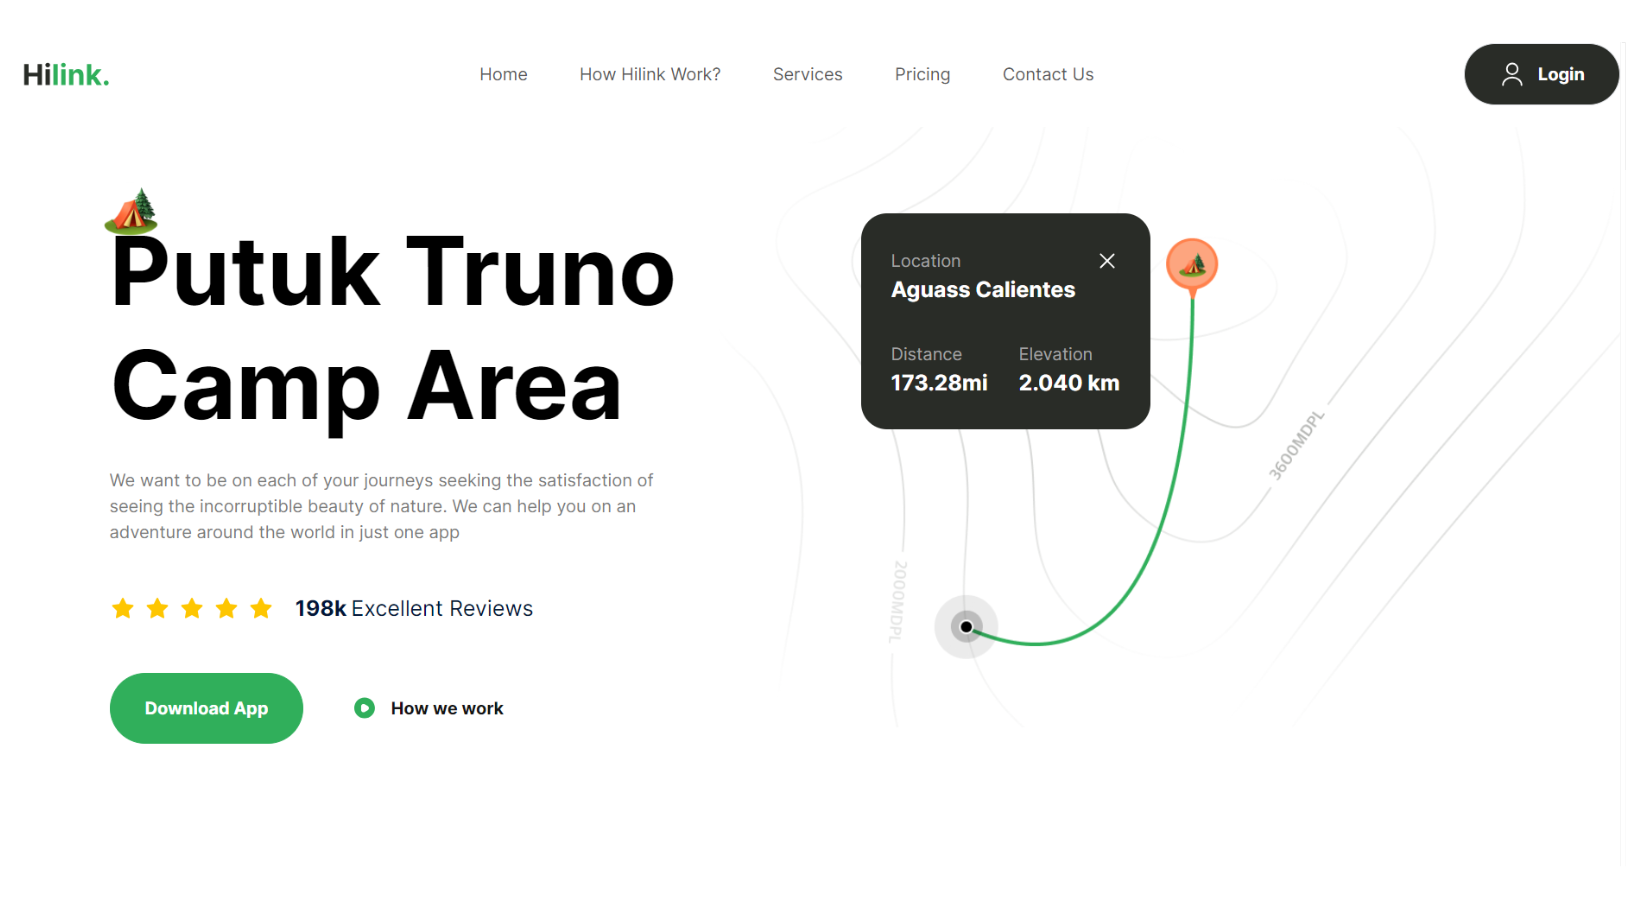 Hilink.
Home
How Hilink Work?
Services
Pricing
Contact Us
Login
Putuk Truno
Camp Area
We want to be on each of your journeys seeking the satisfaction of
seeing the incorruptible beauty of nature. We can help you on an
adventure around the world in just one app
198k Excellent Reviews
Download App
How we work
Location
Aguass Calientes
Distance
Elevation
173.28mi
2.040 km
3600MDPL
2000MDPL